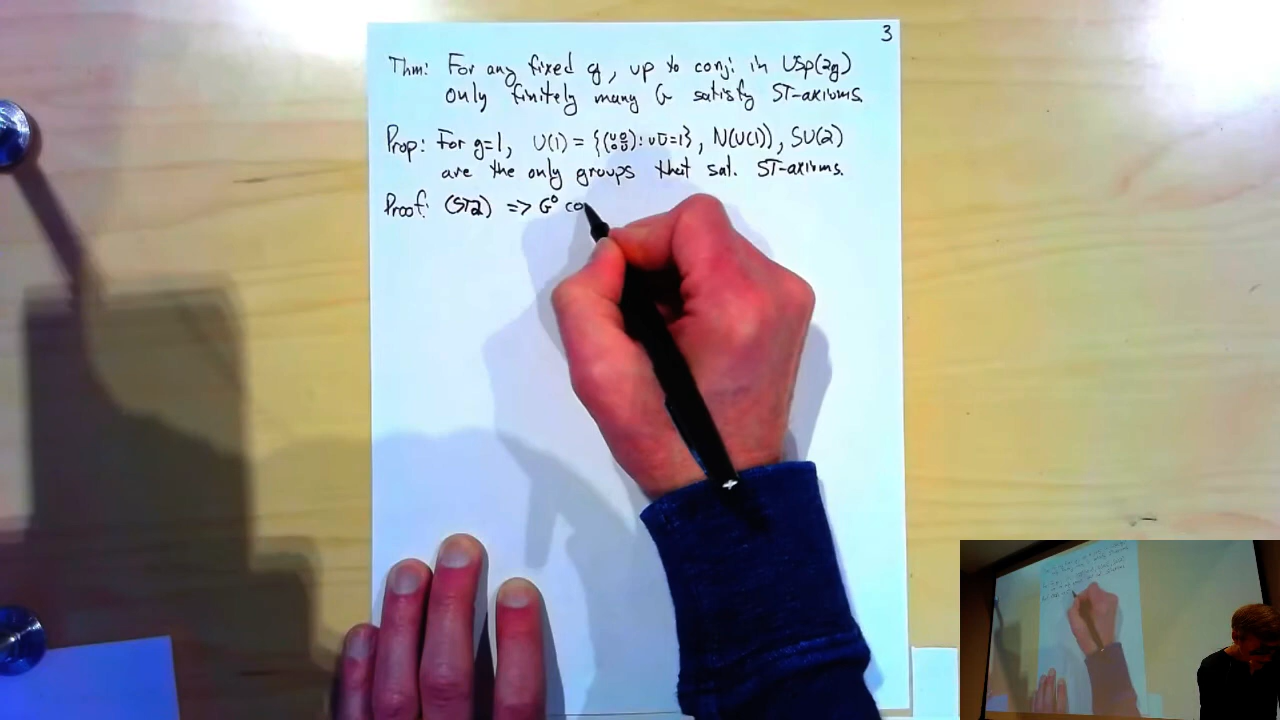 3
Thm: For any fixed g, up to conj. in USp(2g)
only finitely many G satisfy ST-axioms.
Prop: For g=1, U(1) = {(u 0 0 ū): uū=1}, N(U(1)), SU(2)
are the only groups that sat. ST-axioms.
Proof: (ST2) => G⁰ co